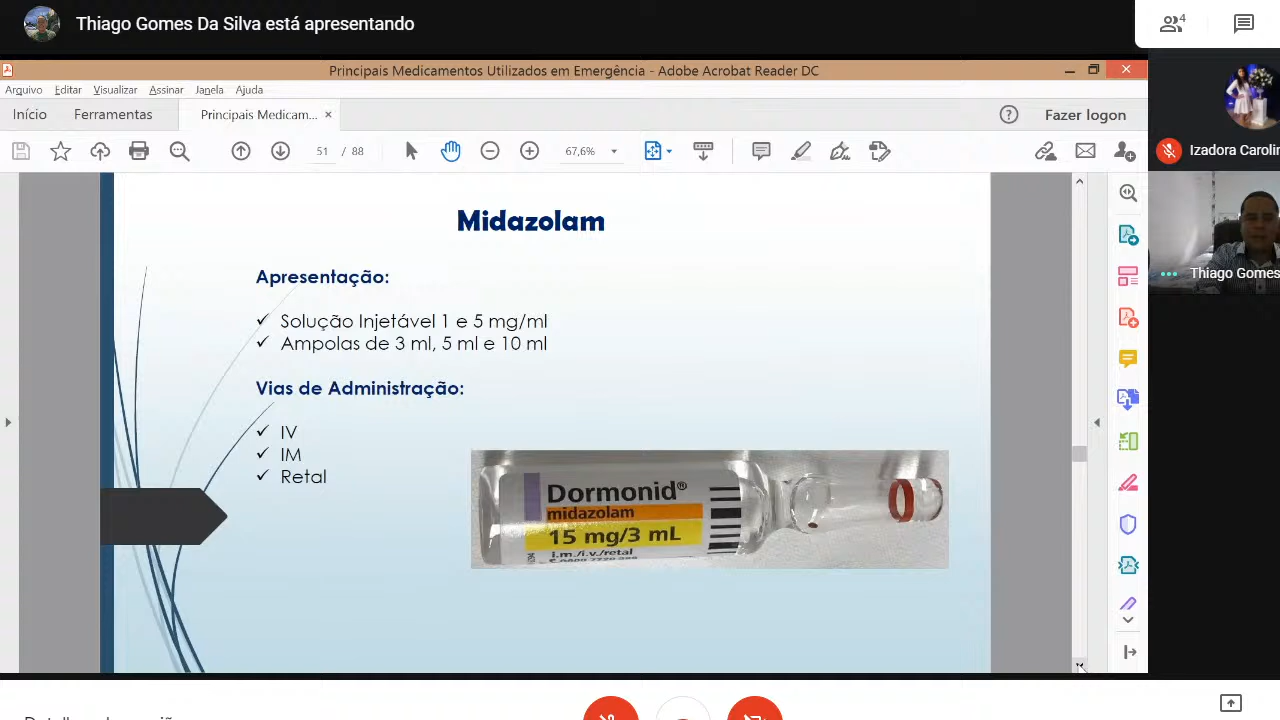 Thiago Gomes Da Silva está apresentando
4
Principais Medicamentos Utilizados em Emergência - Adobe Acrobat Reader DC
Arquivo Editar Visualizar Assinar Janela Ajuda
Início Ferramentas Principais Medicam... × Fazer logon
51 / 88 67,6%
Izadora Carolin
Thiago Gomes
Midazolam
Apresentação:
✓ Solução Injetável 1 e 5 mg/ml
✓ Ampolas de 3 ml, 5 ml e 10 ml
Vias de Administração:
✓ IV
✓ IM
✓ Retal
Dormonid®
midazolam
15 mg/3 mL
i.m./i.v./retal